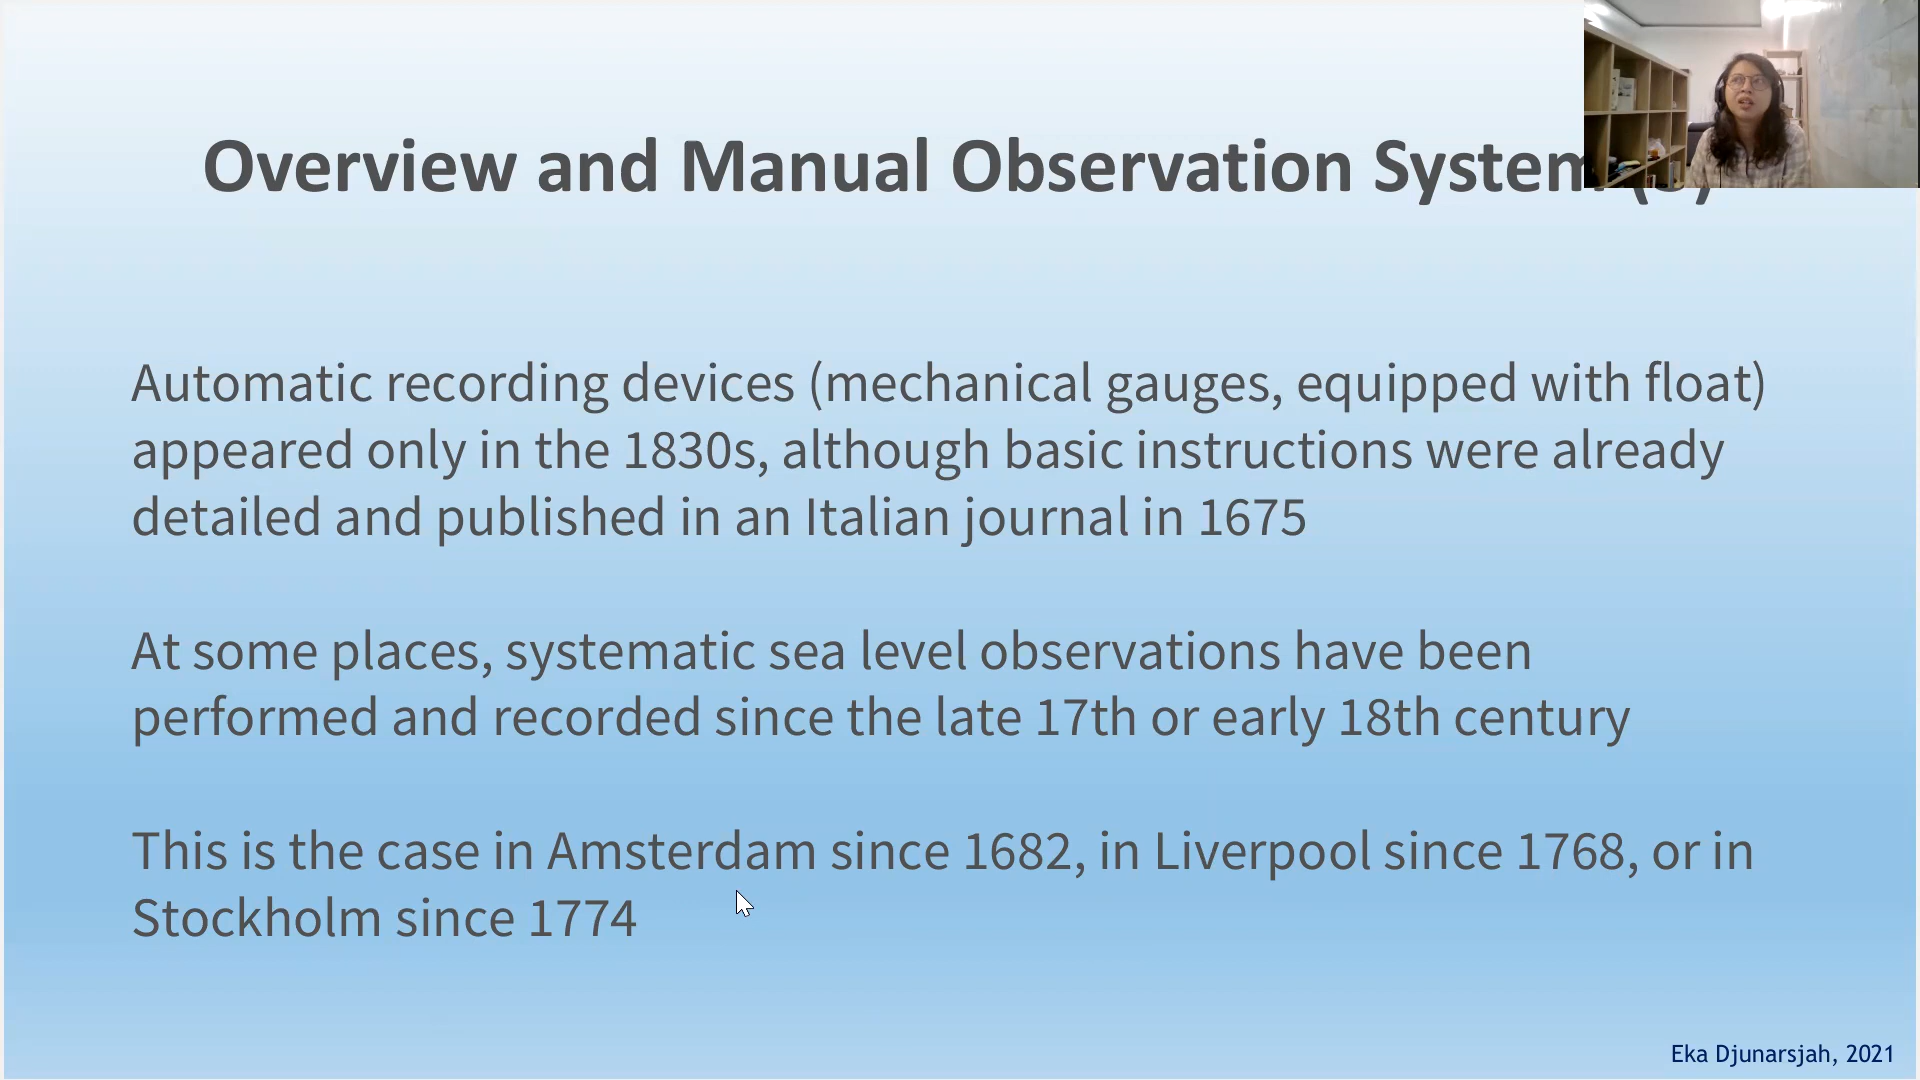 Overview and Manual Observation System
Automatic recording devices (mechanical gauges, equipped with float)
appeared only in the 1830s, although basic instructions were already
detailed and published in an Italian journal in 1675
At some places, systematic sea level observations have been
performed and recorded since the late 17th or early 18th century
This is the case in Amsterdam since 1682, in Liverpool since 1768, or in
Stockholm since 1774
Eka Djunarsjah, 2021